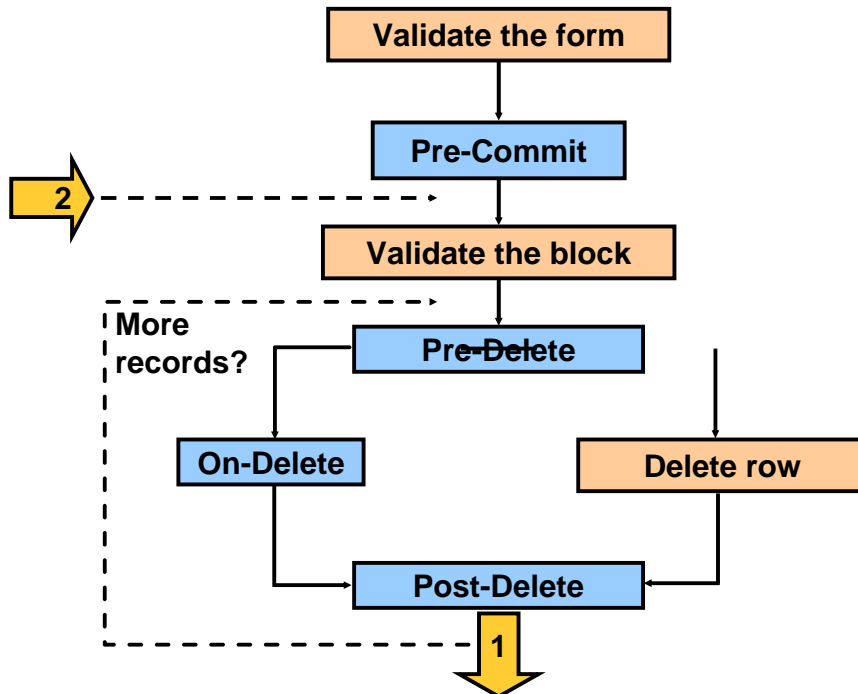 Validate the form
Pre-Commit
2
Validate the block
More
records?
Pre-Delete
On-Delete
Delete row
Post-Delete
1